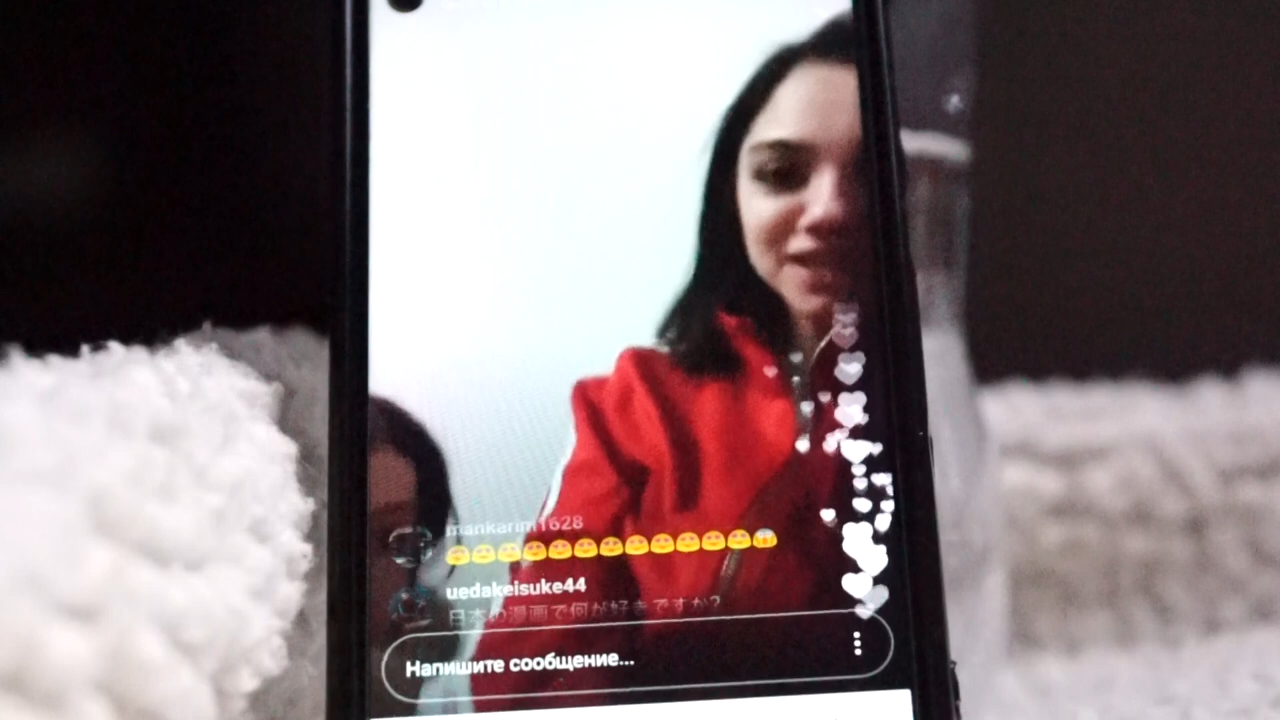 mankarim1628
😍😍😍😍😍😍😍😍😍😍😍😍😱
uedakeisuke44
日本の漫画で何が好きですか?
Напишите сообщение...